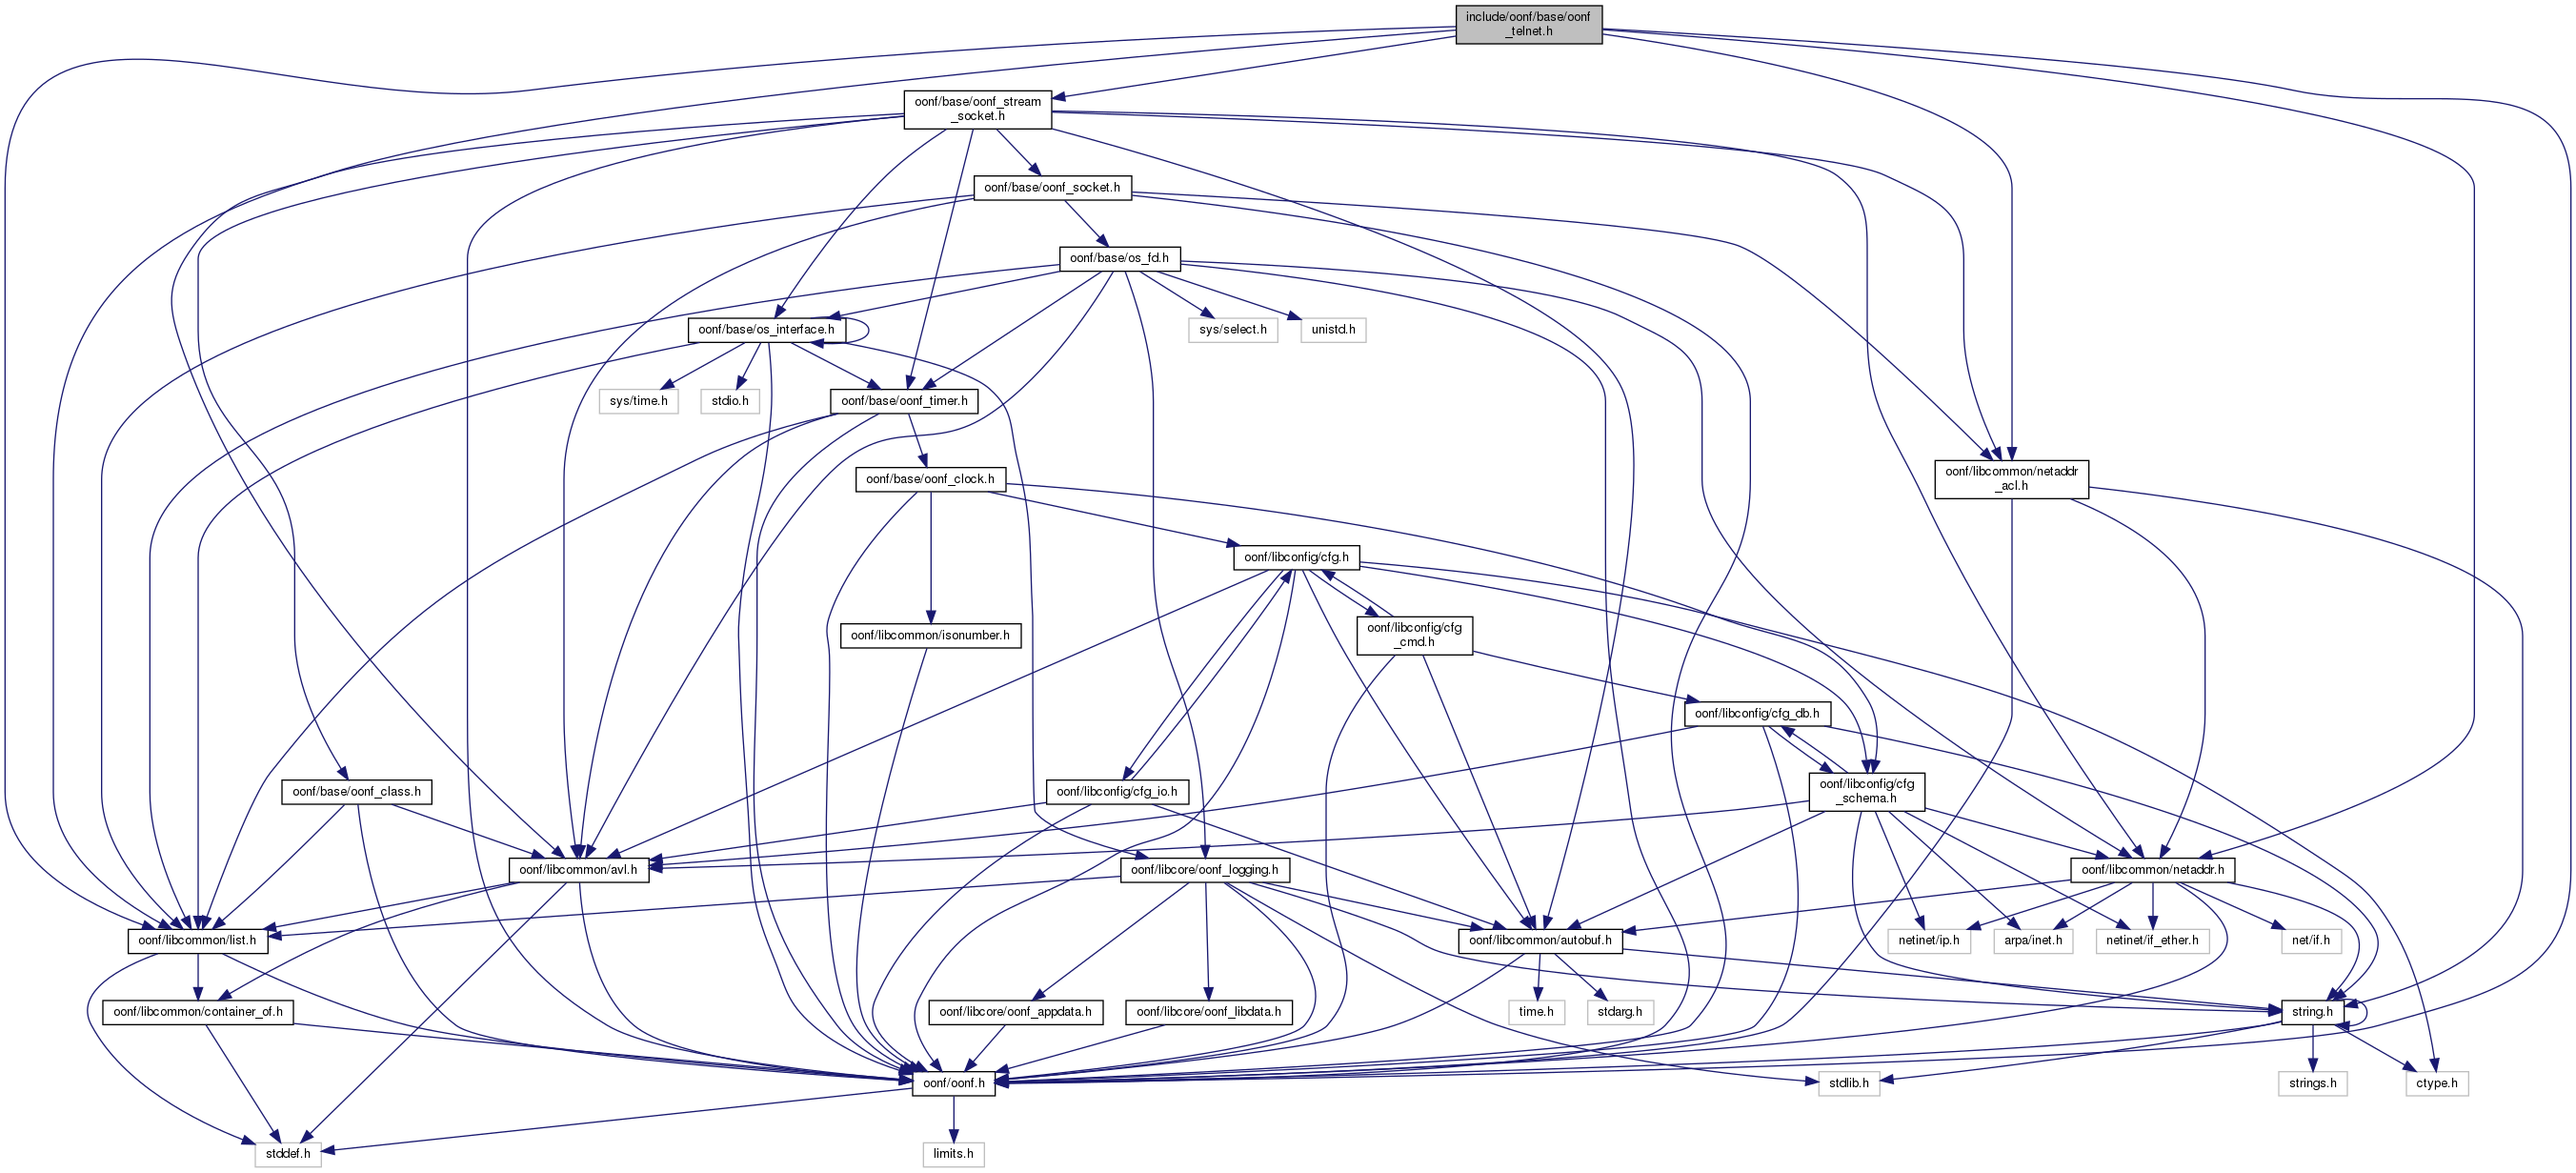 include/oonf/base/oonf
_telnet.h
oonf/base/oonf_stream
_socket.h
oonf/base/oonf_socket.h
oonf/base/os_fd.h
oonf/base/os_interface.h
sys/select.h
unistd.h
sys/time.h
stdio.h
oonf/base/oonf_timer.h
oonf/base/oonf_clock.h
oonf/libcommon/netaddr
_acl.h
oonf/libconfig/cfg.h
oonf/libcommon/isonumber.h
oonf/libconfig/cfg
_cmd.h
oonf/libconfig/cfg_db.h
oonf/base/oonf_class.h
oonf/libconfig/cfg_io.h
oonf/libconfig/cfg
_schema.h
oonf/libcommon/avl.h
oonf/libcore/oonf_logging.h
oonf/libcommon/netaddr.h
oonf/libcommon/list.h
oonf/libcommon/autobuf.h
netinet/ip.h
arpa/inet.h
netinet/if_ether.h
net/if.h
oonf/libcommon/container_of.h
oonf/libcore/oonf_appdata.h
oonf/libcore/oonf_libdata.h
time.h
stdarg.h
string.h
oonf/oonf.h
stdlib.h
strings.h
ctype.h
stddef.h
limits.h